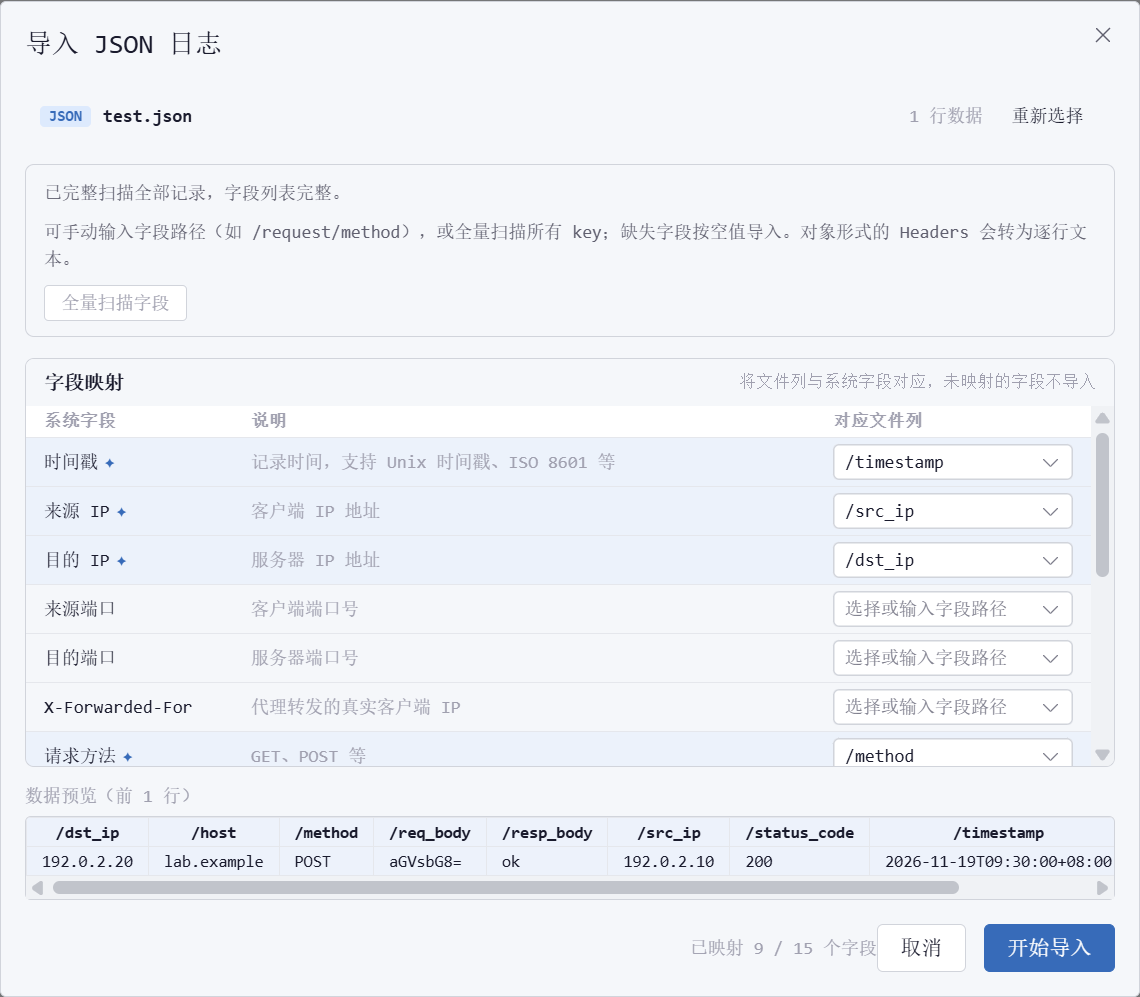 导入 JSON 日志
JSON test.json 1 行数据 重新选择
已完整扫描全部记录，字段列表完整。
可手动输入字段路径（如 /request/method），或全量扫描所有 key；缺失字段按空值导入。对象形式的 Headers 会转为逐行文
本。
全量扫描字段
字段映射 将文件列与系统字段对应，未映射的字段不导入
系统字段 说明 对应文件列
时间戳 ✦ 记录时间，支持 Unix 时间戳、ISO 8601 等 /timestamp
来源 IP ✦ 客户端 IP 地址 /src_ip
目的 IP ✦ 服务器 IP 地址 /dst_ip
来源端口 客户端端口号 选择或输入字段路径
目的端口 服务器端口号 选择或输入字段路径
X-Forwarded-For 代理转发的真实客户端 IP 选择或输入字段路径
请求方法 ✦ GET、POST 等 /method
数据预览（前 1 行）
/dst_ip /host /method /req_body /resp_body /src_ip /status_code /timestamp
192.0.2.20 lab.example POST aGVsbG8= ok 192.0.2.10 200 2026-11-19T09:30:00+08:00
已映射 9 / 15 个字段 取消 开始导入